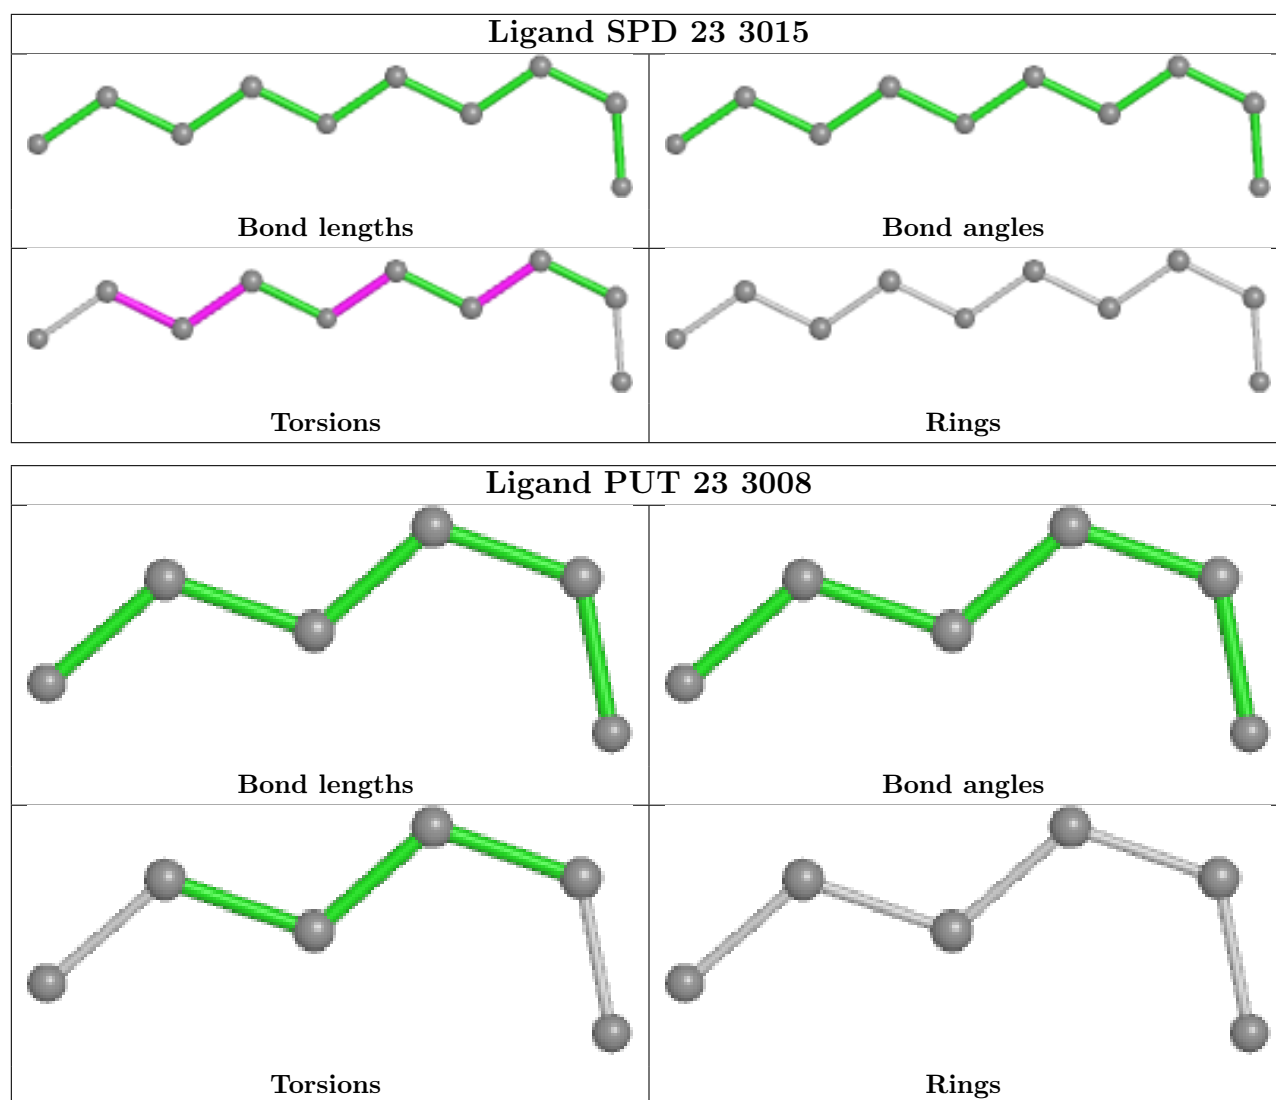 Ligand SPD 23 3015
Bond lengths
Bond angles
Torsions
Rings
Ligand PUT 23 3008
Bond lengths
Bond angles
Torsions
Rings